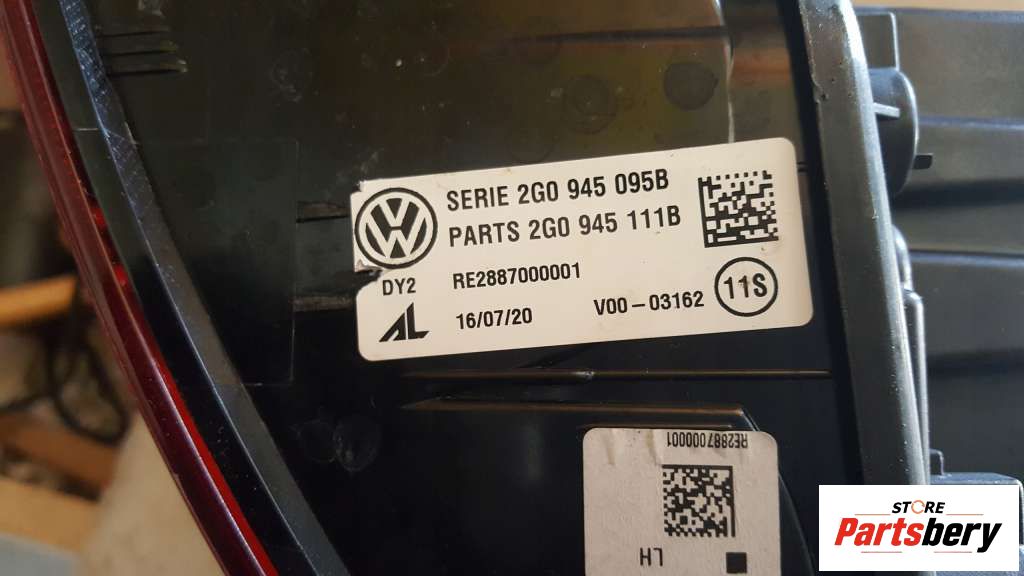 SERIE 2G0 945 095B
PARTS 2G0 945 111B
DY2
RE2887000001
AL
16/07/20
V00-03162
11S
RE2887000001
LH
STORE
Partsbery